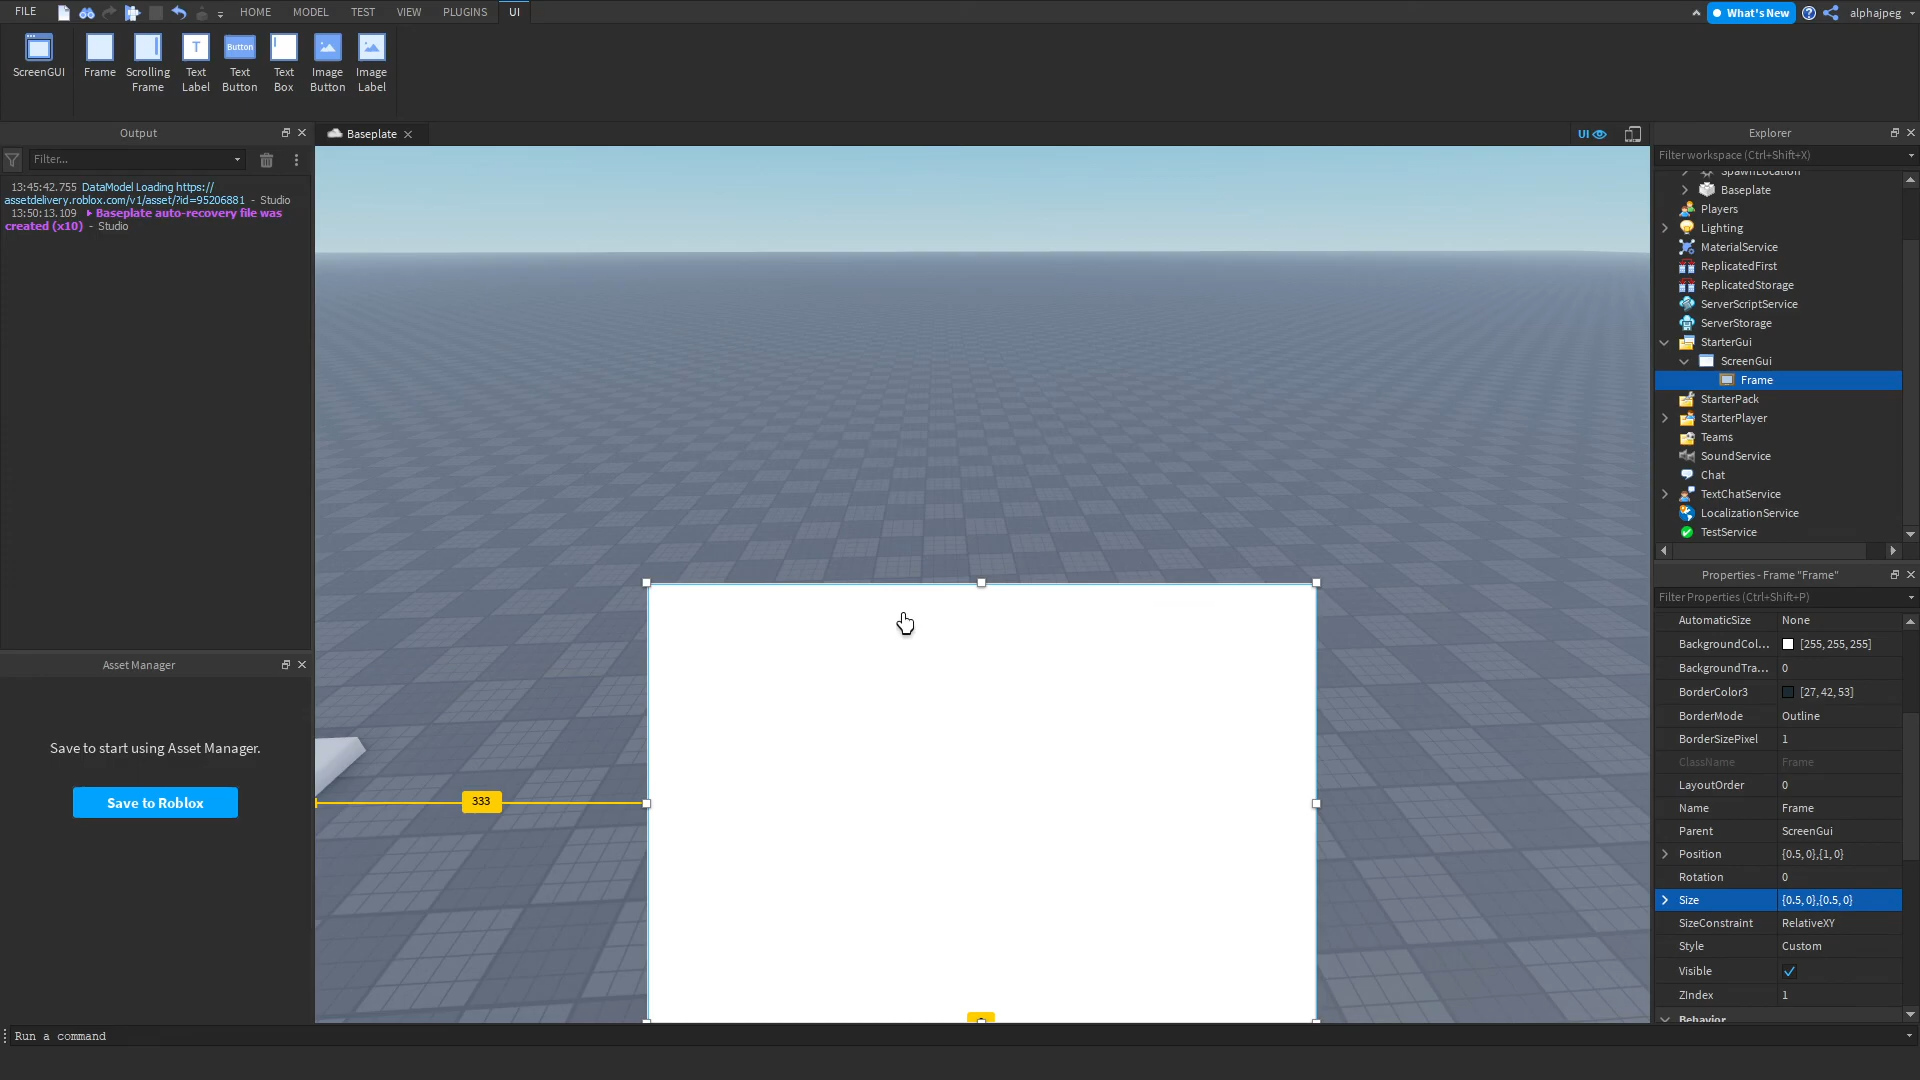 FILE
HOME
MODEL
TEST
VIEW
PLUGINS
UI
What's New
alphajpeg
ScreenGUI
Frame
Scrolling
Frame
Text
Label
Text
Button
Text
Box
Image
Button
Image
Label
T
Button
Output
Filter...
13:45:42.755 DataModel Loading https://
assetdelivery.roblox.com/v1/asset/?id=95206881 - Studio
13:50:13.109 Baseplate auto-recovery file was
created (x10) - Studio
Asset Manager
Save to start using Asset Manager.
Save to Roblox
Baseplate
UI
333
Explorer
Filter workspace (Ctrl+Shift+X)
SpawnLocation
Baseplate
Players
Lighting
MaterialService
ReplicatedFirst
ReplicatedStorage
ServerScriptService
ServerStorage
StarterGui
ScreenGui
Frame
StarterPack
StarterPlayer
Teams
SoundService
Chat
TextChatService
LocalizationService
TestService
Properties - Frame "Frame"
Filter Properties (Ctrl+Shift+P)
AutomaticSize None
BackgroundCol... [255, 255, 255]
BackgroundTra... 0
BorderColor3 [27, 42, 53]
BorderMode Outline
BorderSizePixel 1
ClassName Frame
LayoutOrder 0
Name Frame
Parent ScreenGui
Position {0.5, 0},{1, 0}
Rotation 0
Size {0.5, 0},{0.5, 0}
SizeConstraint RelativeXY
Style Custom
Visible
ZIndex 1
Behavior
Run a command